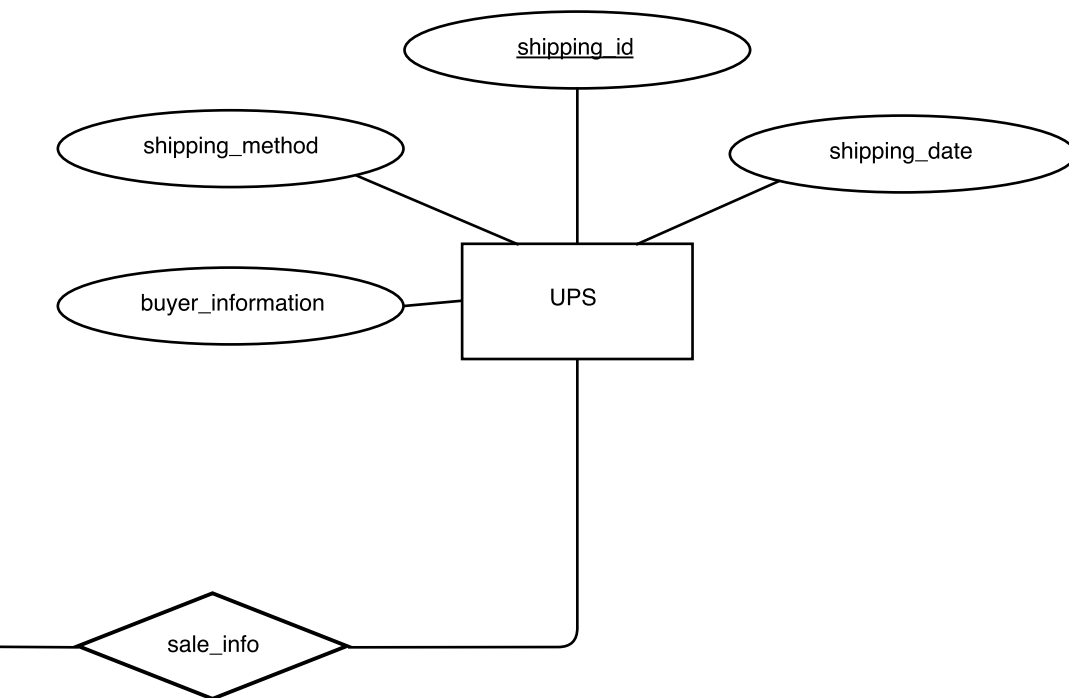 shipping_id
shipping_method
shipping_date
buyer_information
UPS
sale_info